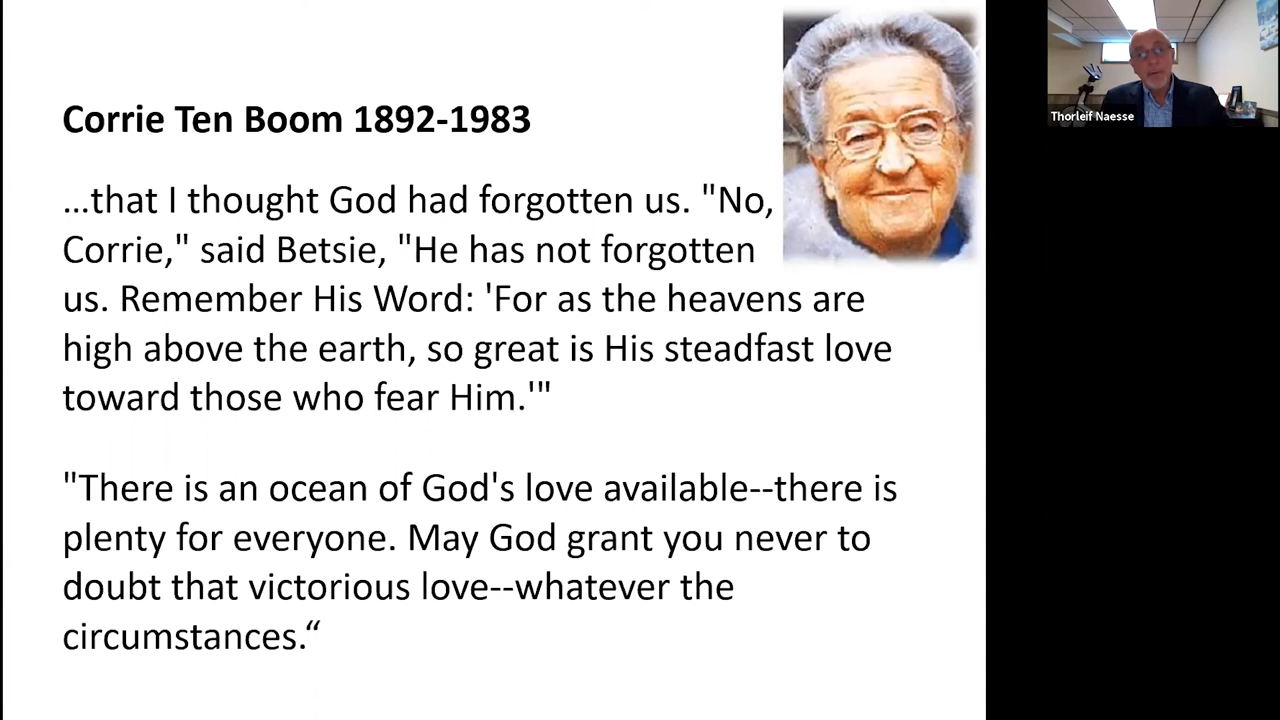 Corrie Ten Boom 1892-1983
...that I thought God had forgotten us. "No,
Corrie," said Betsie, "He has not forgotten
us. Remember His Word: 'For as the heavens are
high above the earth, so great is His steadfast love
toward those who fear Him.'"
"There is an ocean of God's love available--there is
plenty for everyone. May God grant you never to
doubt that victorious love--whatever the
circumstances.“
Thorleif Naesse